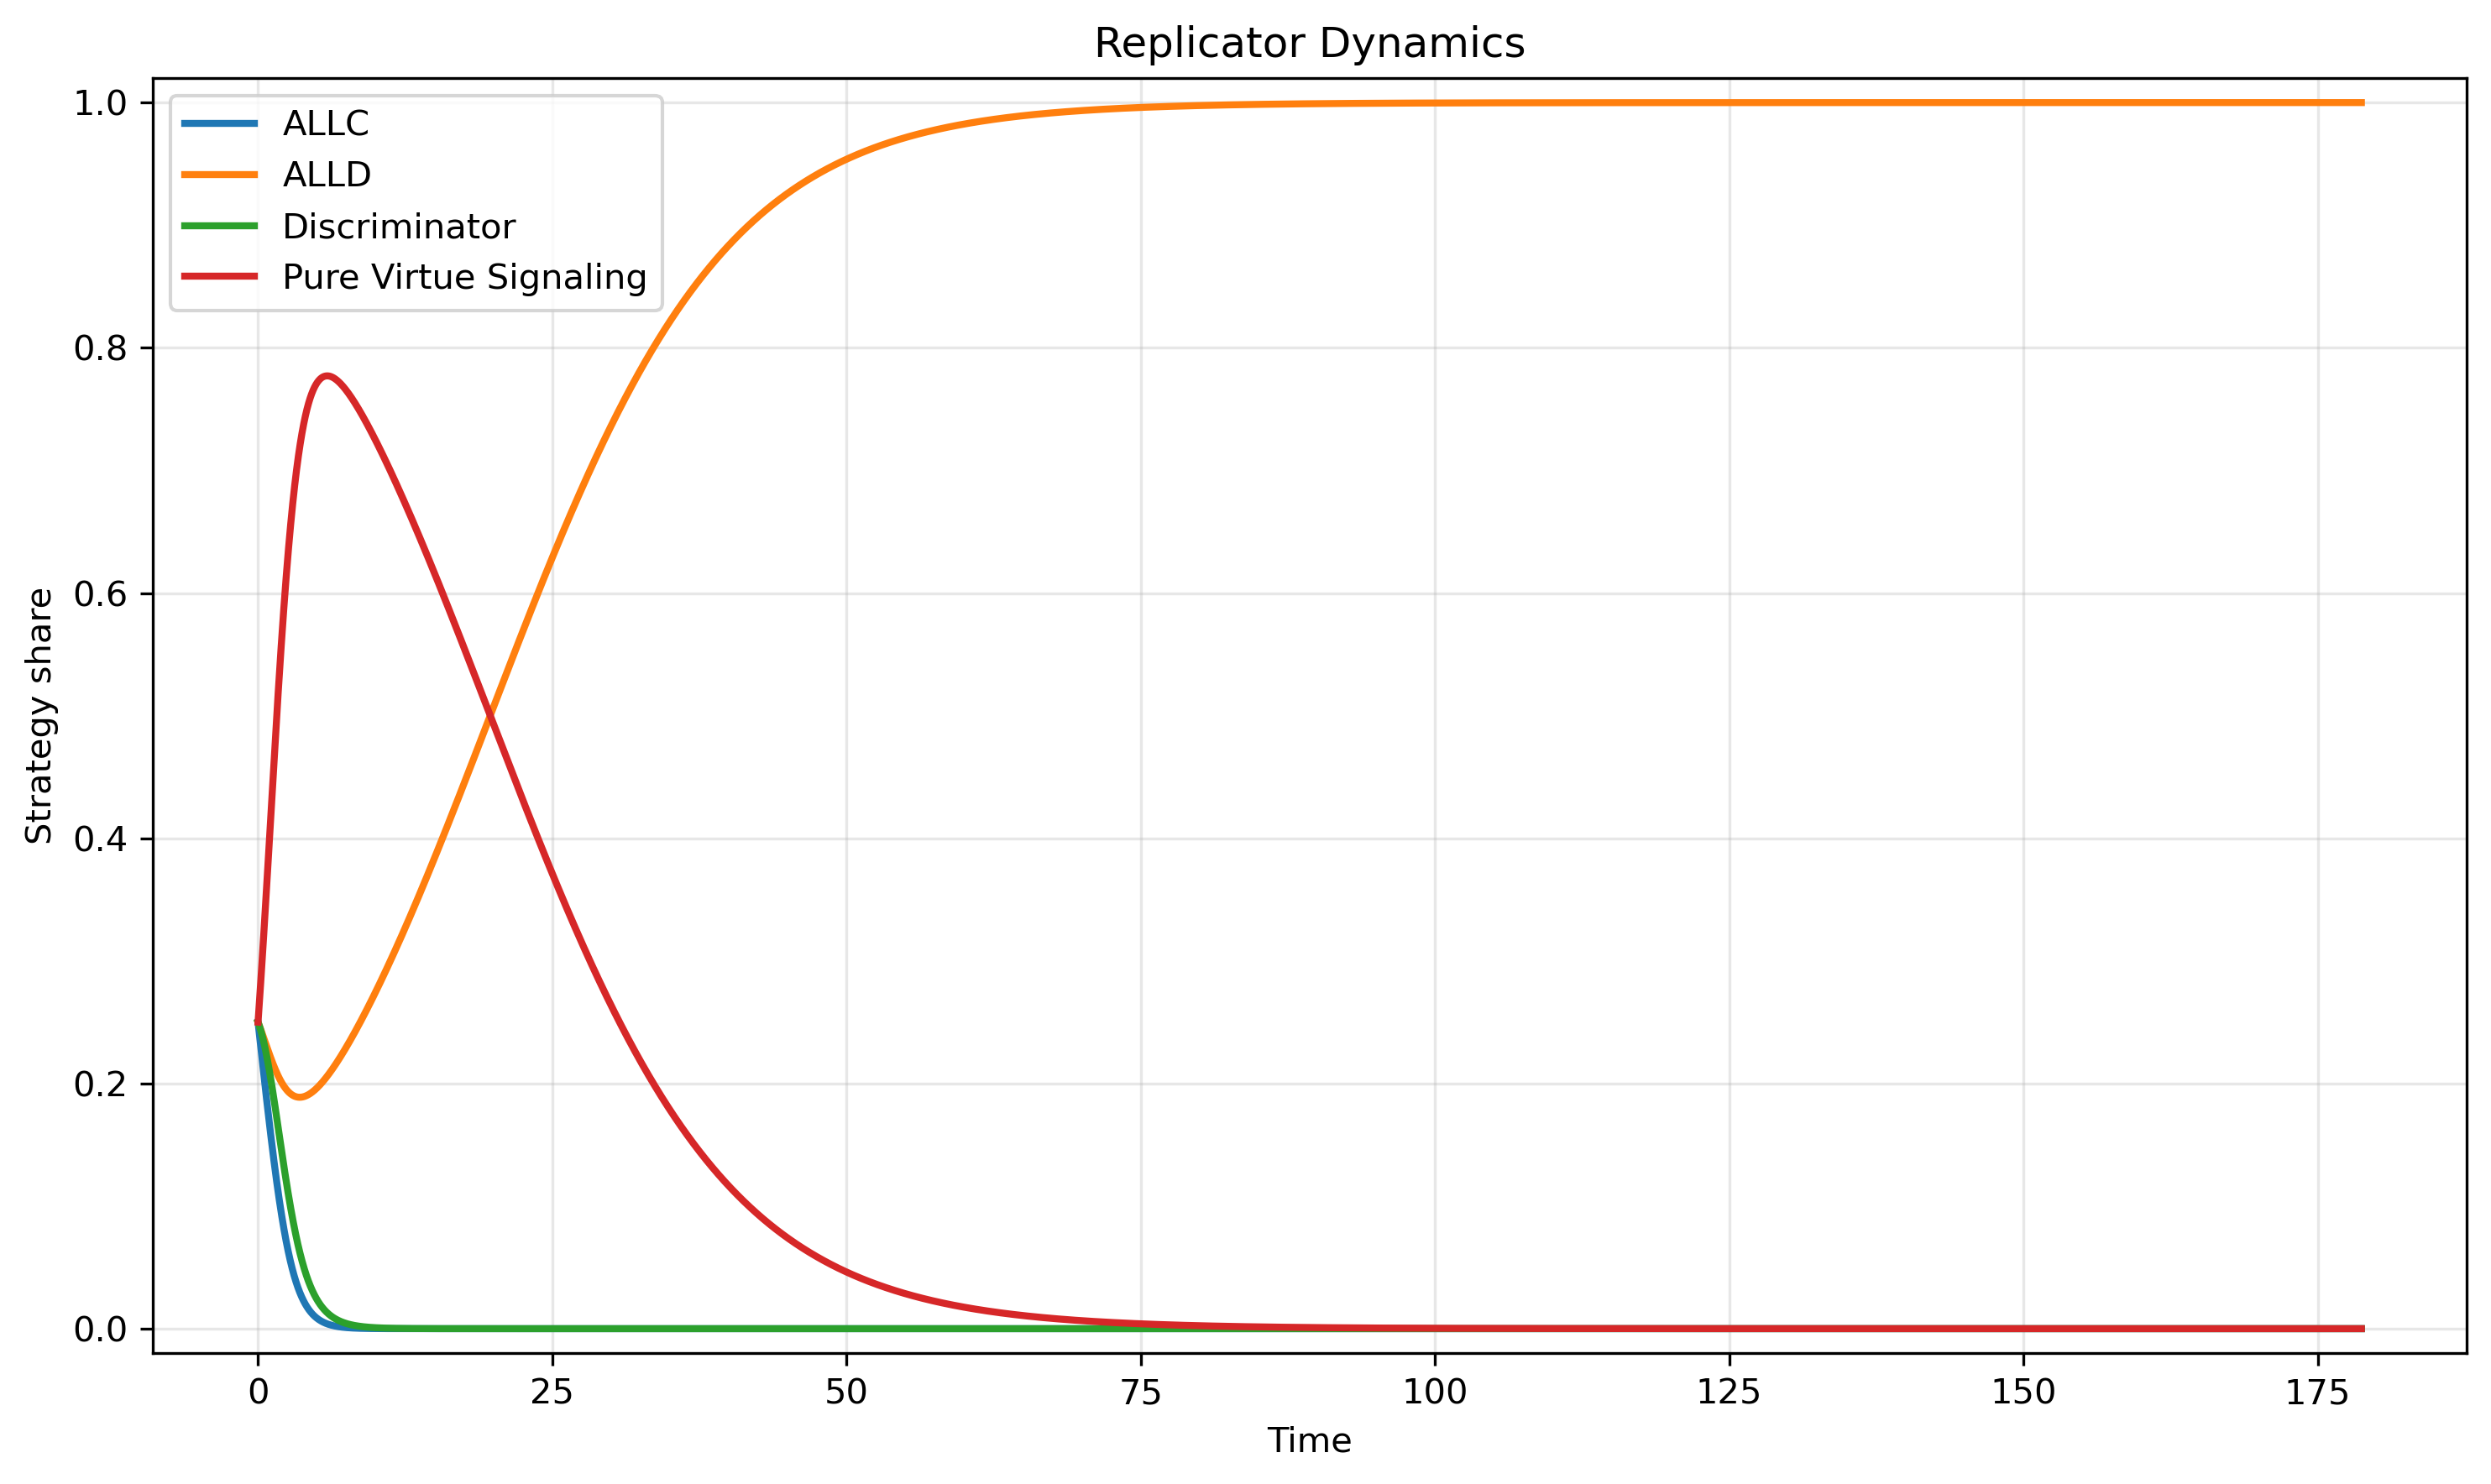 Replicator Dynamics
ALLC
ALLD
Discriminator
Pure Virtue Signaling
Strategy share
1.0
0.8
0.6
0.4
0.2
0.0
0 25 50 75 100 125 150 175
Time